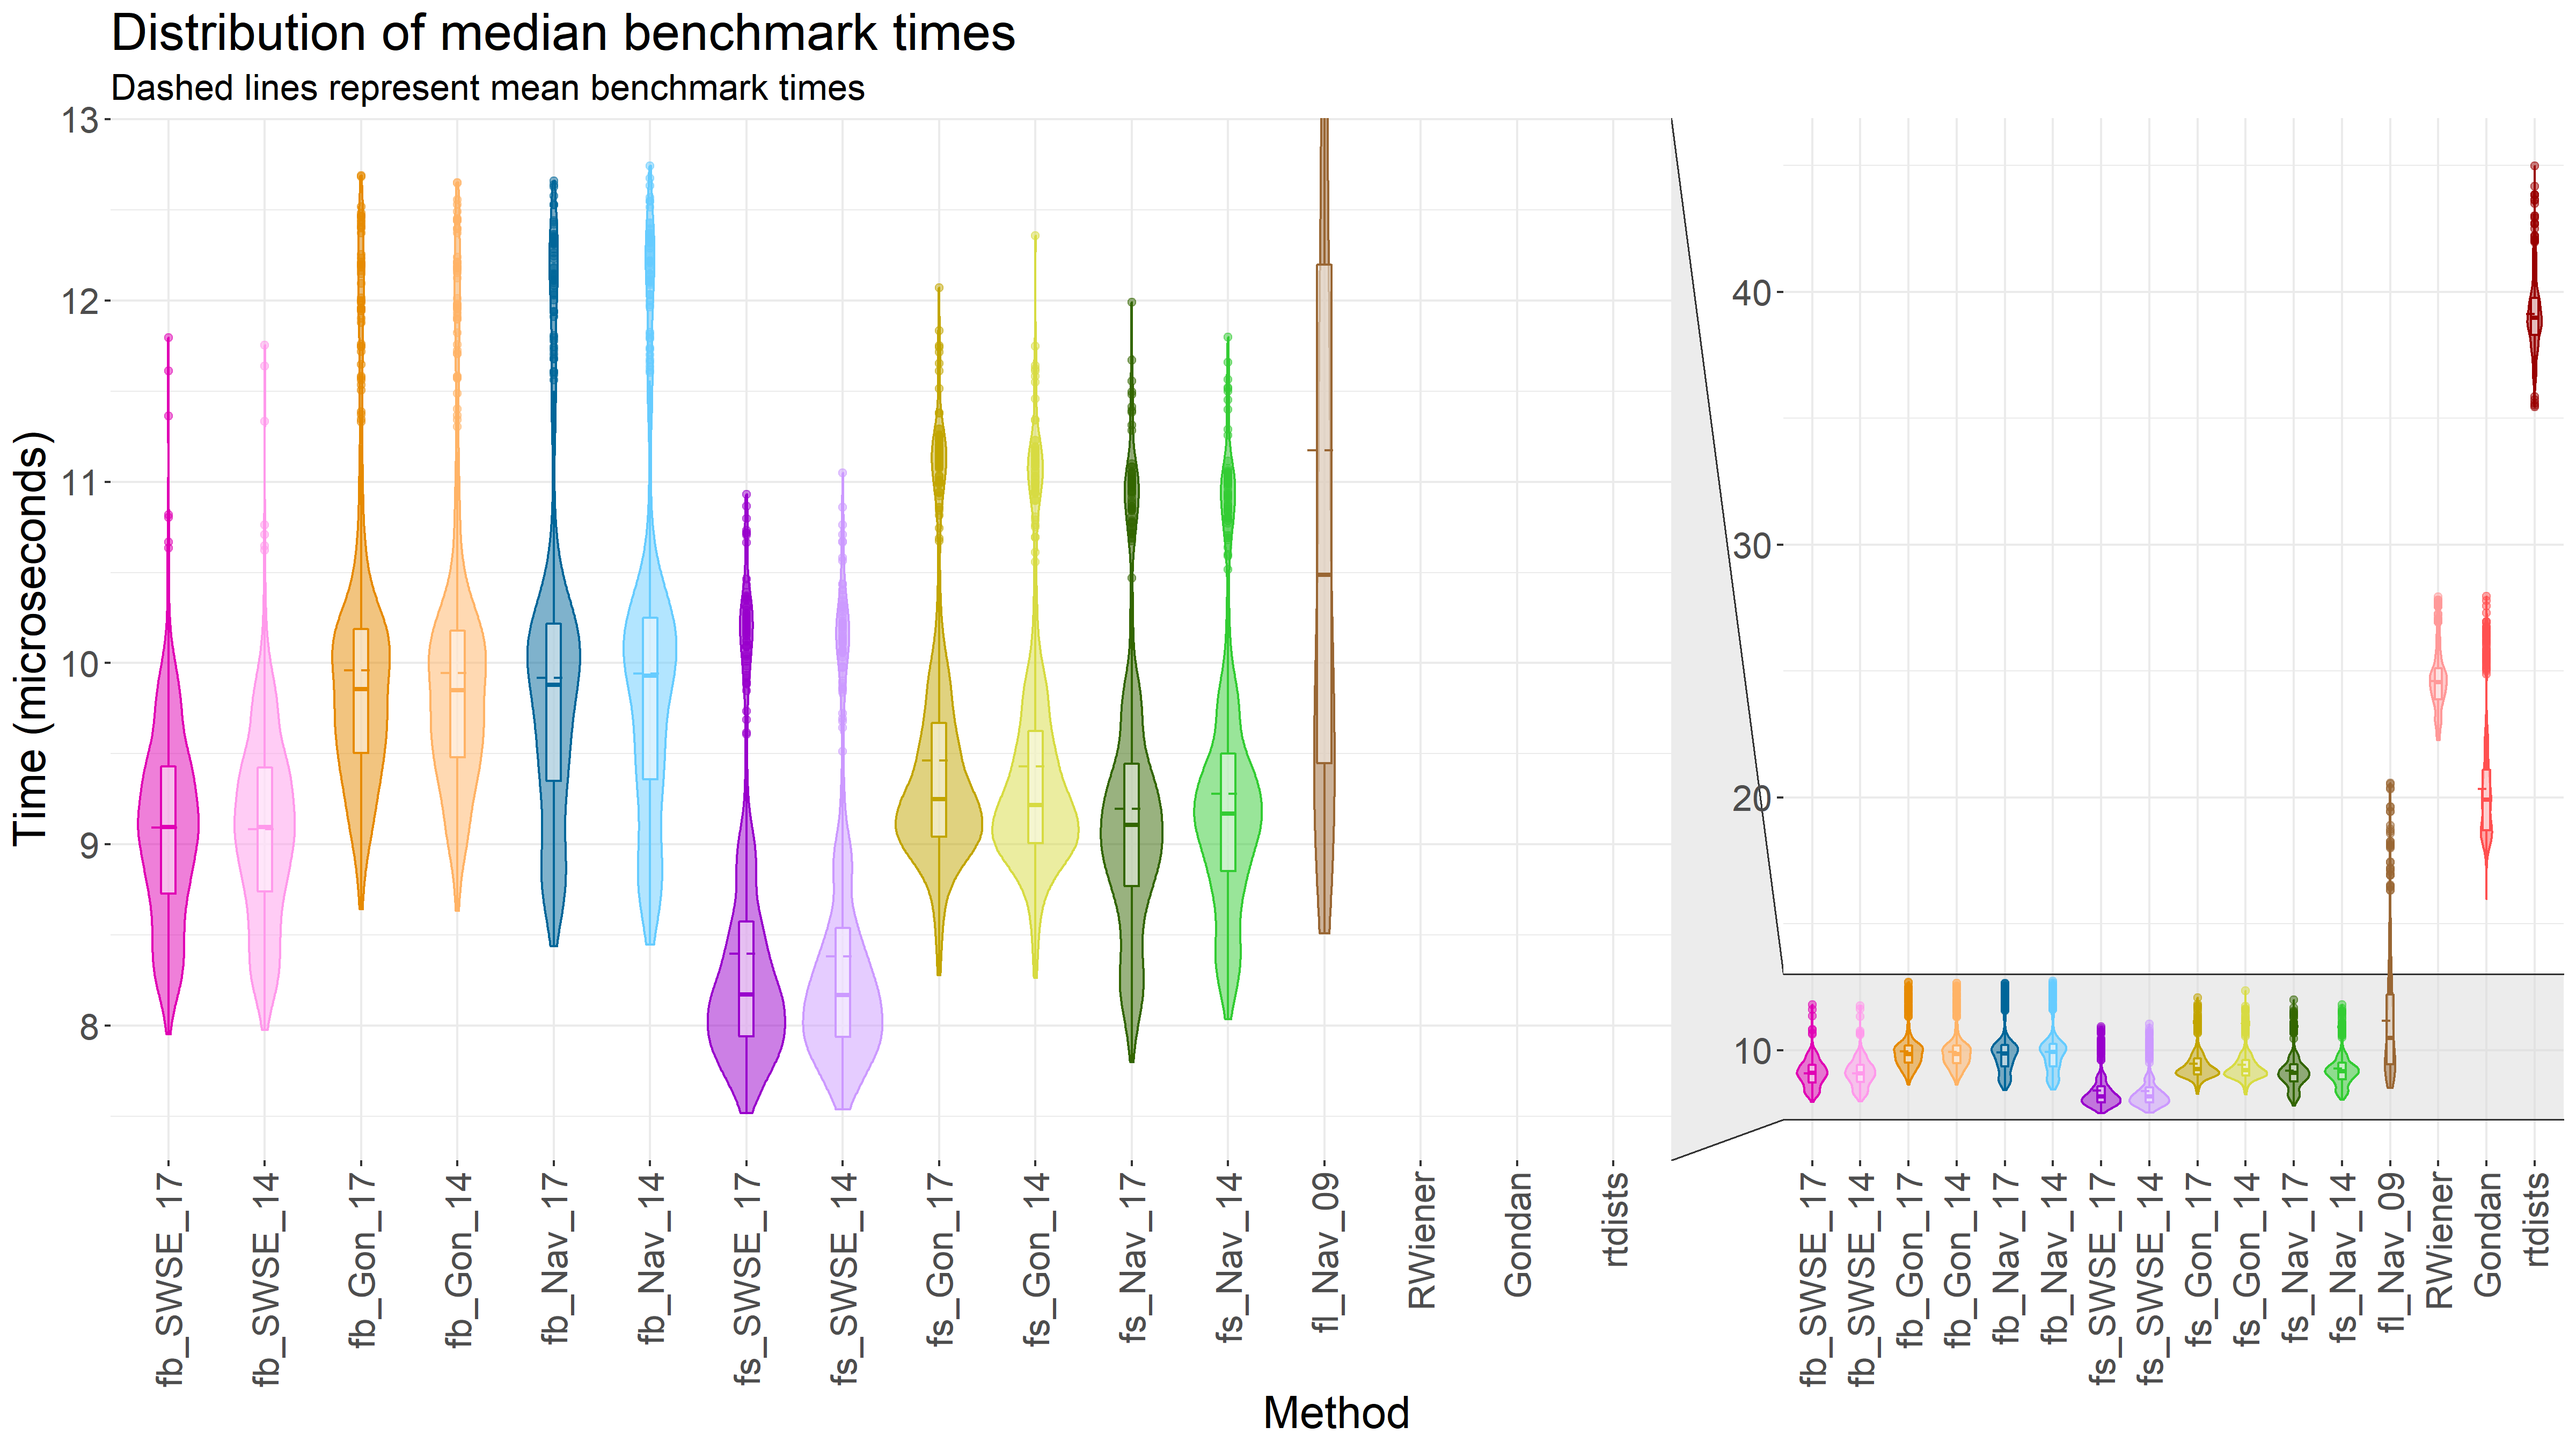 Distribution of median benchmark times
Dashed lines represent mean benchmark times
Time (microseconds)
13
12
11
10
9
8
40
30
20
10
fb_SWSE_17
fb_SWSE_14
fb_Gon_17
fb_Gon_14
fb_Nav_17
fb_Nav_14
fs_SWSE_17
fs_SWSE_14
fs_Gon_17
fs_Gon_14
fs_Nav_17
fs_Nav_14
fl_Nav_09
RWiener
Gondan
rtdists
fb_SWSE_17
fb_SWSE_14
fb_Gon_17
fb_Gon_14
fb_Nav_17
fb_Nav_14
fs_SWSE_17
fs_SWSE_14
fs_Gon_17
fs_Gon_14
fs_Nav_17
fs_Nav_14
fl_Nav_09
RWiener
Gondan
rtdists
Method